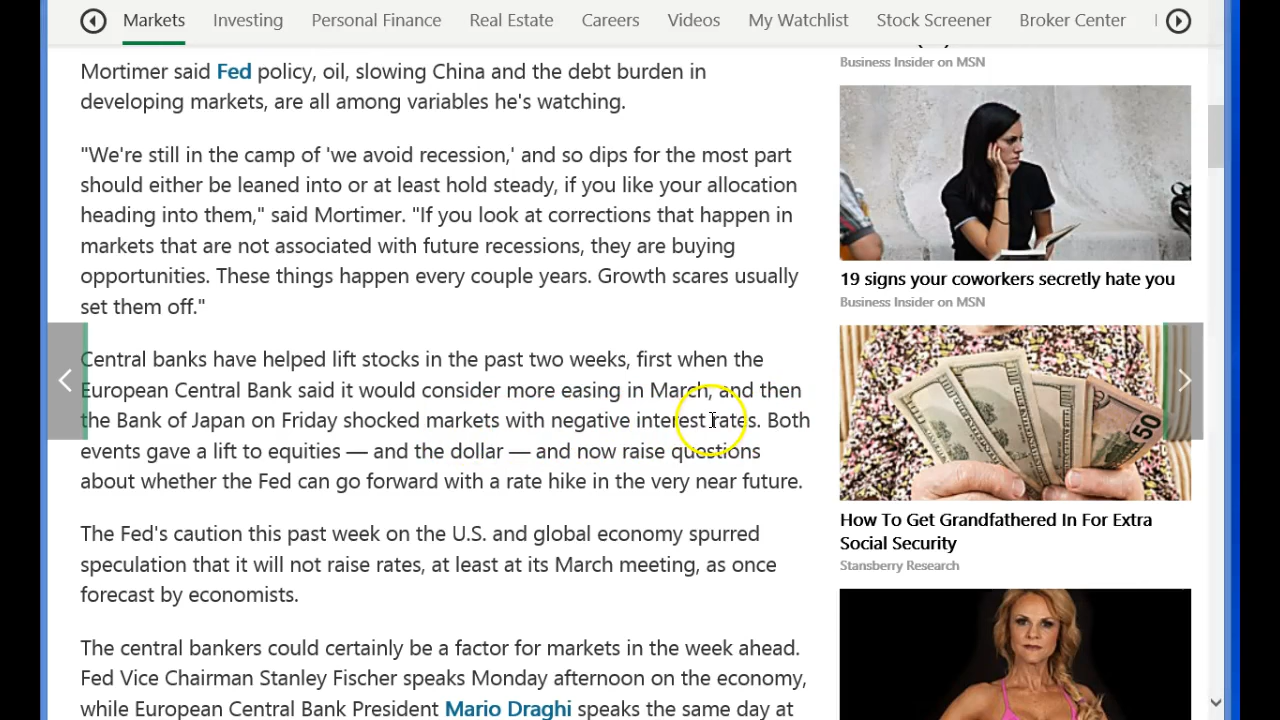 Markets Investing Personal Finance Real Estate Careers Videos My Watchlist Stock Screener Broker Center
Mortimer said Fed policy, oil, slowing China and the debt burden in
developing markets, are all among variables he's watching.
"We're still in the camp of 'we avoid recession,' and so dips for the most part
should either be leaned into or at least hold steady, if you like your allocation
heading into them," said Mortimer. "If you look at corrections that happen in
markets that are not associated with future recessions, they are buying
opportunities. These things happen every couple years. Growth scares usually
set them off."
Central banks have helped lift stocks in the past two weeks, first when the
European Central Bank said it would consider more easing in March, and then
the Bank of Japan on Friday shocked markets with negative interest rates. Both
events gave a lift to equities — and the dollar — and now raise questions
about whether the Fed can go forward with a rate hike in the very near future.
The Fed's caution this past week on the U.S. and global economy spurred
speculation that it will not raise rates, at least at its March meeting, as once
forecast by economists.
The central bankers could certainly be a factor for markets in the week ahead.
Fed Vice Chairman Stanley Fischer speaks Monday afternoon on the economy,
while European Central Bank President Mario Draghi speaks the same day at
Business Insider on MSN
19 signs your coworkers secretly hate you
Business Insider on MSN
50
How To Get Grandfathered In For Extra
Social Security
Stansberry Research